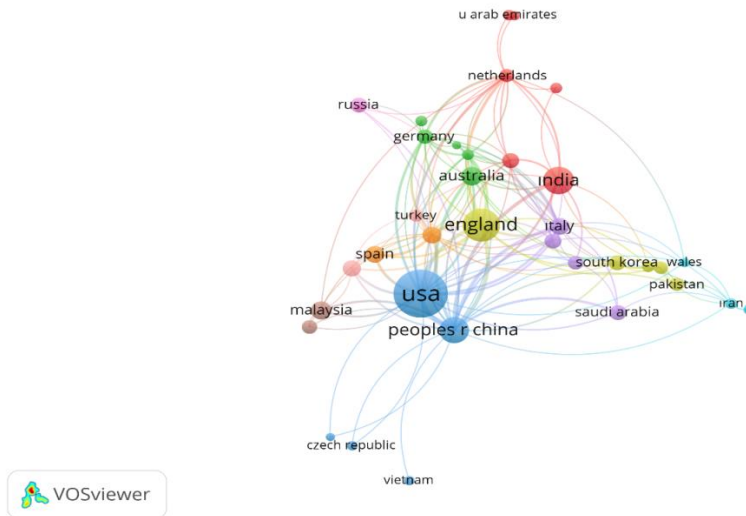 u arab emirates
netherlands
russia
germany
australia
india
turkey
england
italy
spain
south korea
wales
pakistan
usa
iran
malaysia
saudi arabia
peoples r china
czech republic
vietnam
VOSviewer